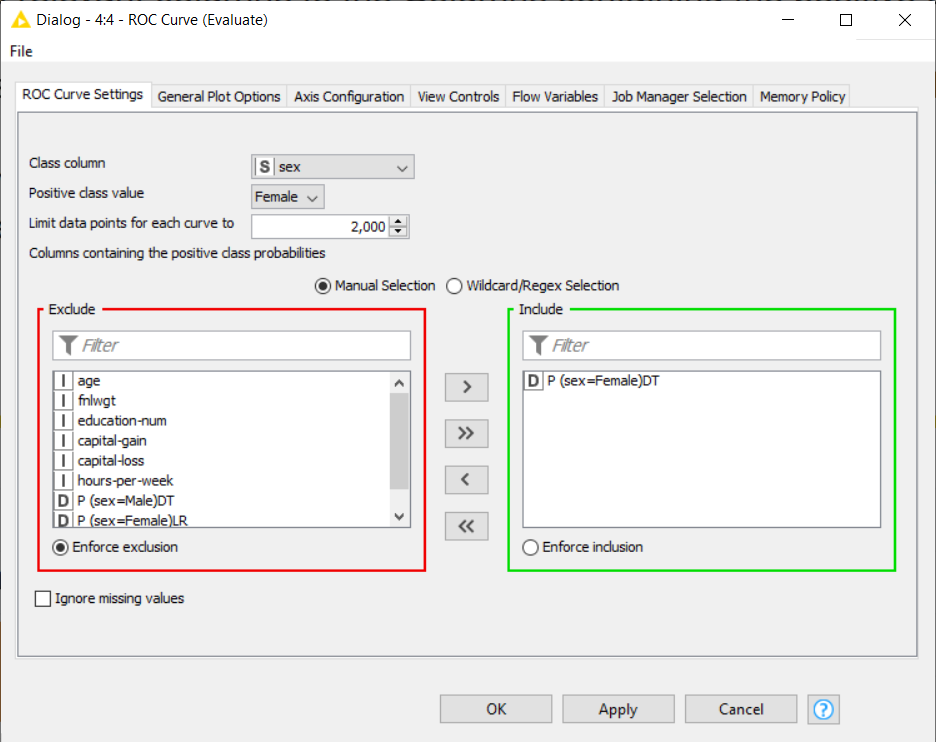 Dialog - 4:4 - ROC Curve (Evaluate)
File
ROC Curve Settings General Plot Options Axis Configuration View Controls Flow Variables Job Manager Selection Memory Policy
Class column S sex
Positive class value Female
Limit data points for each curve to 2,000
Columns containing the positive class probabilities
Manual Selection Wildcard/Regex Selection
Exclude
Filter
I age
I fnlwgt
I education-num
I capital-gain
I capital-loss
I hours-per-week
D P (sex=Male)DT
D P (sex=Female)LR
Enforce exclusion
>
>>
<
<<
Include
Filter
D P (sex=Female)DT
Enforce inclusion
Ignore missing values
OK Apply Cancel ?